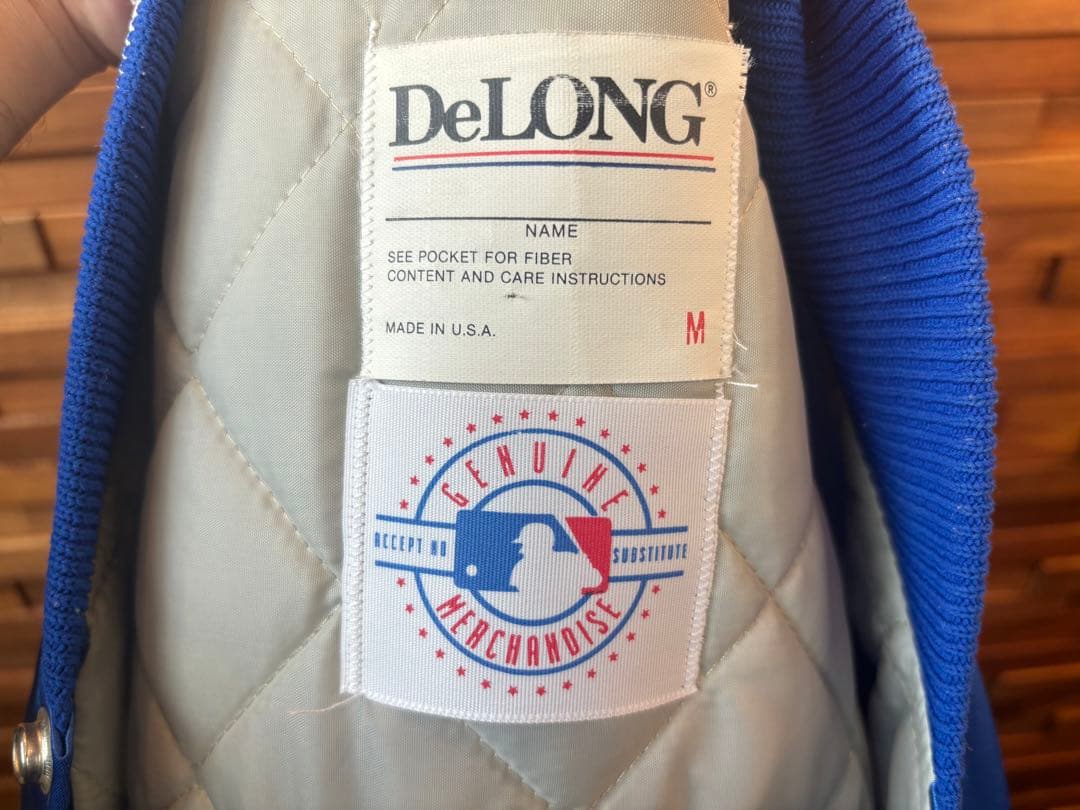 DeLONG®
NAME
SEE POCKET FOR FIBER
CONTENT AND CARE INSTRUCTIONS
MADE IN U.S.A.
M
GENUINE
ACCEPT NO
SUBSTITUTE
MERCHANDISE